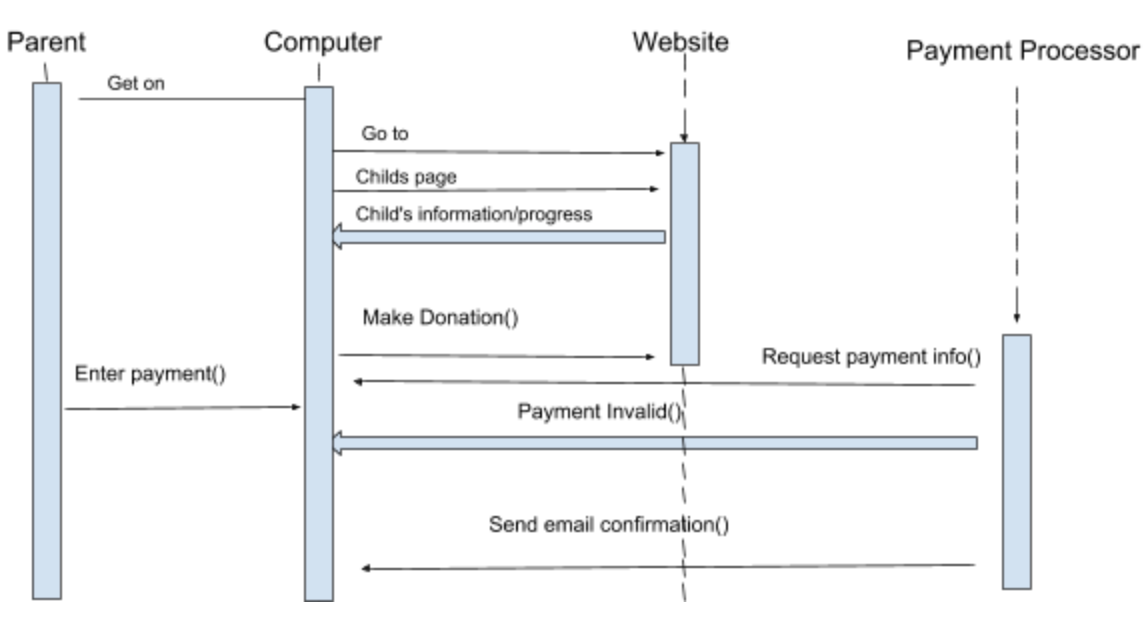 Parent
Computer
Website
Payment Processor
Get on
Go to
Childs page
Child's information/progress
Make Donation()
Request payment info()
Enter payment()
Payment Invalid()
Send email confirmation()